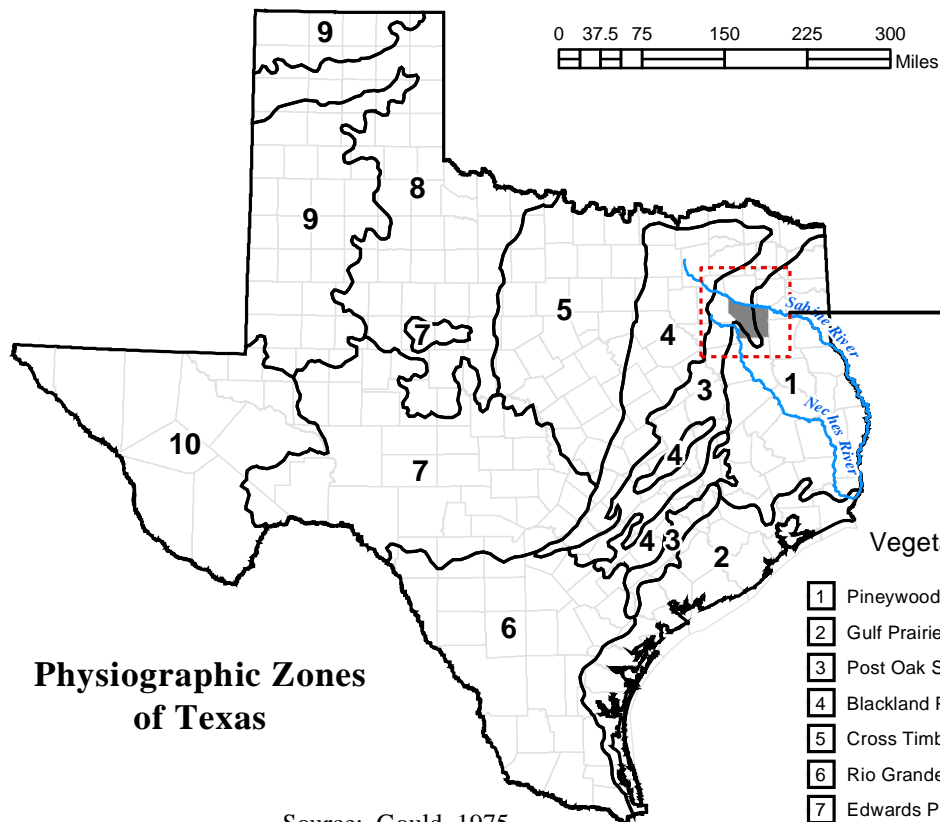 0 37.5 75 150 225 300
Miles
9
8
9
5
7
4
Sabine River
1
3
Neches River
10
7
4
4 3
2
6
Physiographic Zones
of Texas
1 Pineywood
2 Gulf Prairie
3 Post Oak S
4 Blackland
5 Cross Timb
6 Rio Grande
7 Edwards P